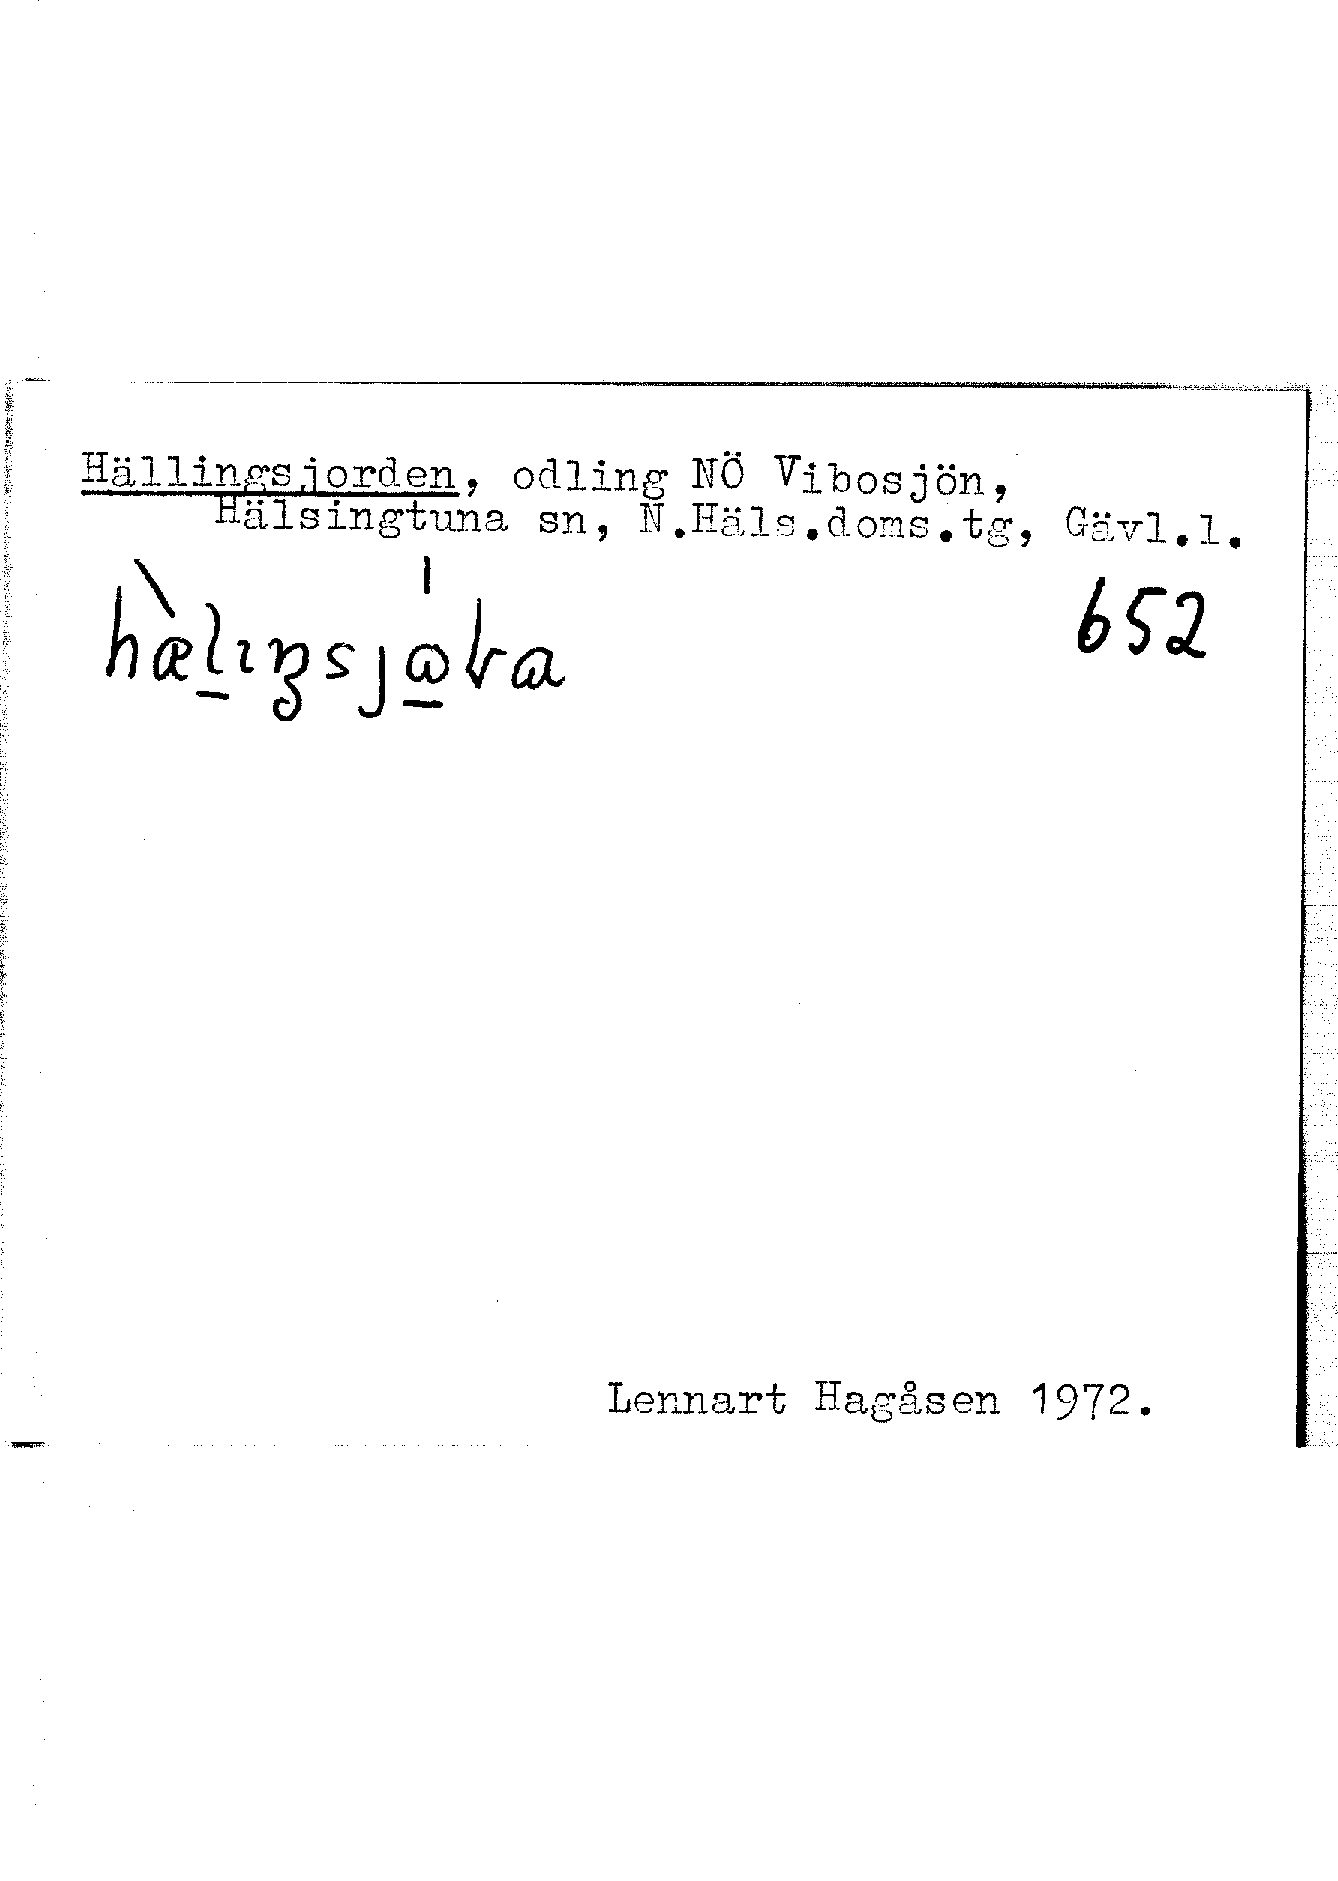 Hällingsjorden, odling NÖ Vibosjön,
Hälsingtuna sn, N.Häls.doms.tg, Gävl.l.
652
Lennart Hagåsen 1972.